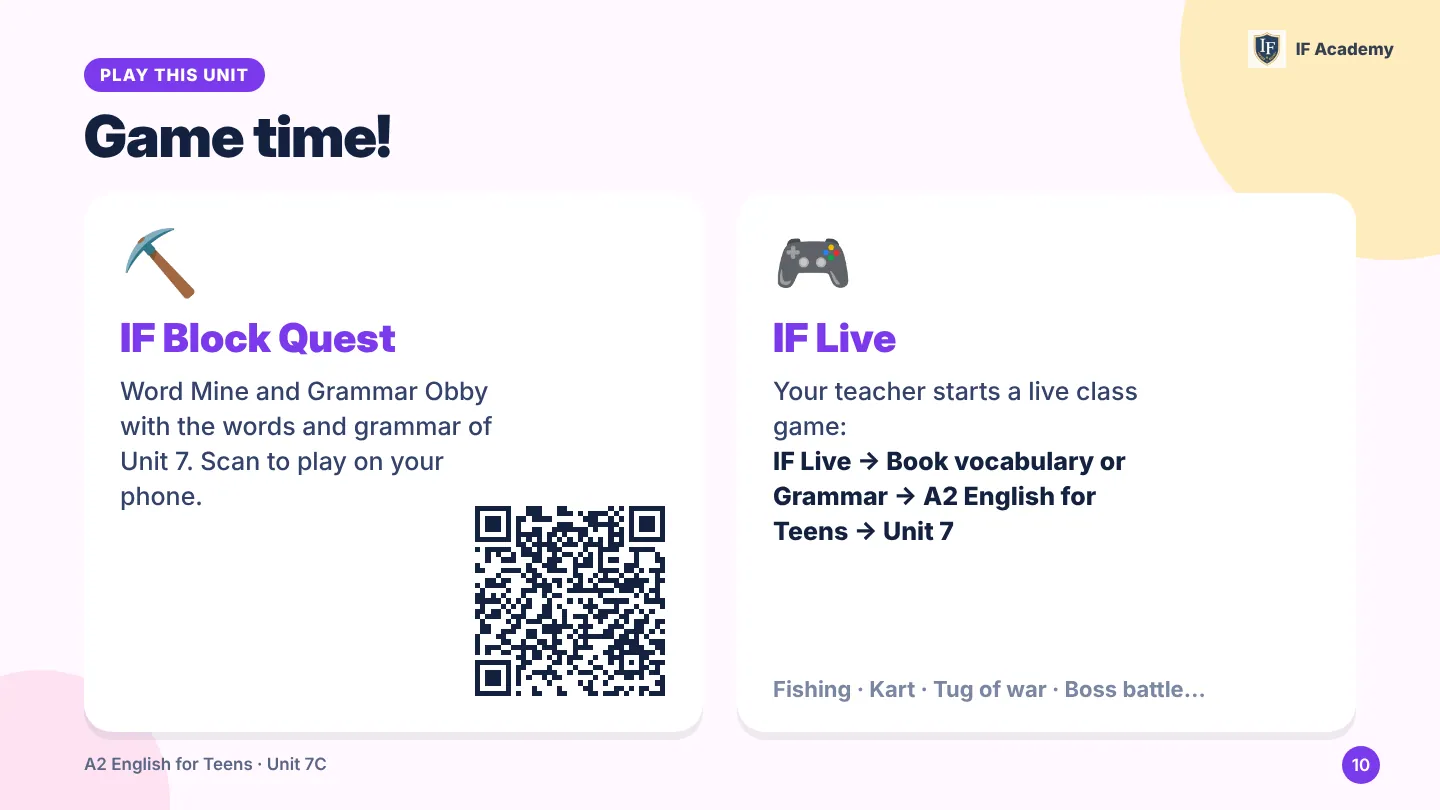 IF Academy
PLAY THIS UNIT
Game time!
IF Block Quest
Word Mine and Grammar Obby
with the words and grammar of
Unit 7. Scan to play on your
phone.
IF Live
Your teacher starts a live class
game:
IF Live → Book vocabulary or
Grammar → A2 English for
Teens → Unit 7
Fishing · Kart · Tug of war · Boss battle...
A2 English for Teens · Unit 7C
10